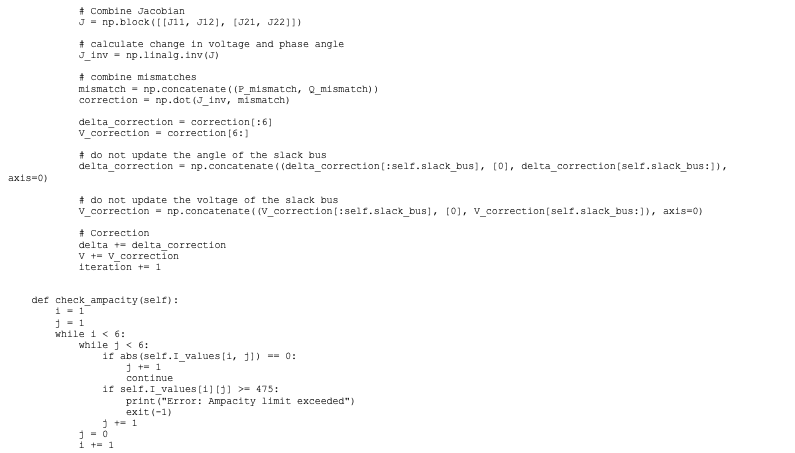 # Combine Jacobian
            J = np.block([[J11, J12], [J21, J22]])

            # calculate change in voltage and phase angle
            J_inv = np.linalg.inv(J)

            # combine mismatches
            mismatch = np.concatenate((P_mismatch, Q_mismatch))
            correction = np.dot(J_inv, mismatch)

            delta_correction = correction[:6]
            V_correction = correction[6:]

            # do not update the angle of the slack bus
            delta_correction = np.concatenate((delta_correction[:self.slack_bus], [0], delta_correction[self.slack_bus:]),
axis=0)

            # do not update the voltage of the slack bus
            V_correction = np.concatenate((V_correction[:self.slack_bus], [0], V_correction[self.slack_bus:]), axis=0)

            # Correction
            delta += delta_correction
            V += V_correction
            iteration += 1


    def check_ampacity(self):
        i = 1
        j = 1
        while i < 6:
            while j < 6:
                if abs(self.I_values[i, j]) == 0:
                    j += 1
                    continue
                if self.I_values[i][j] >= 475:
                    print("Error: Ampacity limit exceeded")
                    exit(-1)
                j += 1
            j = 0
            i += 1